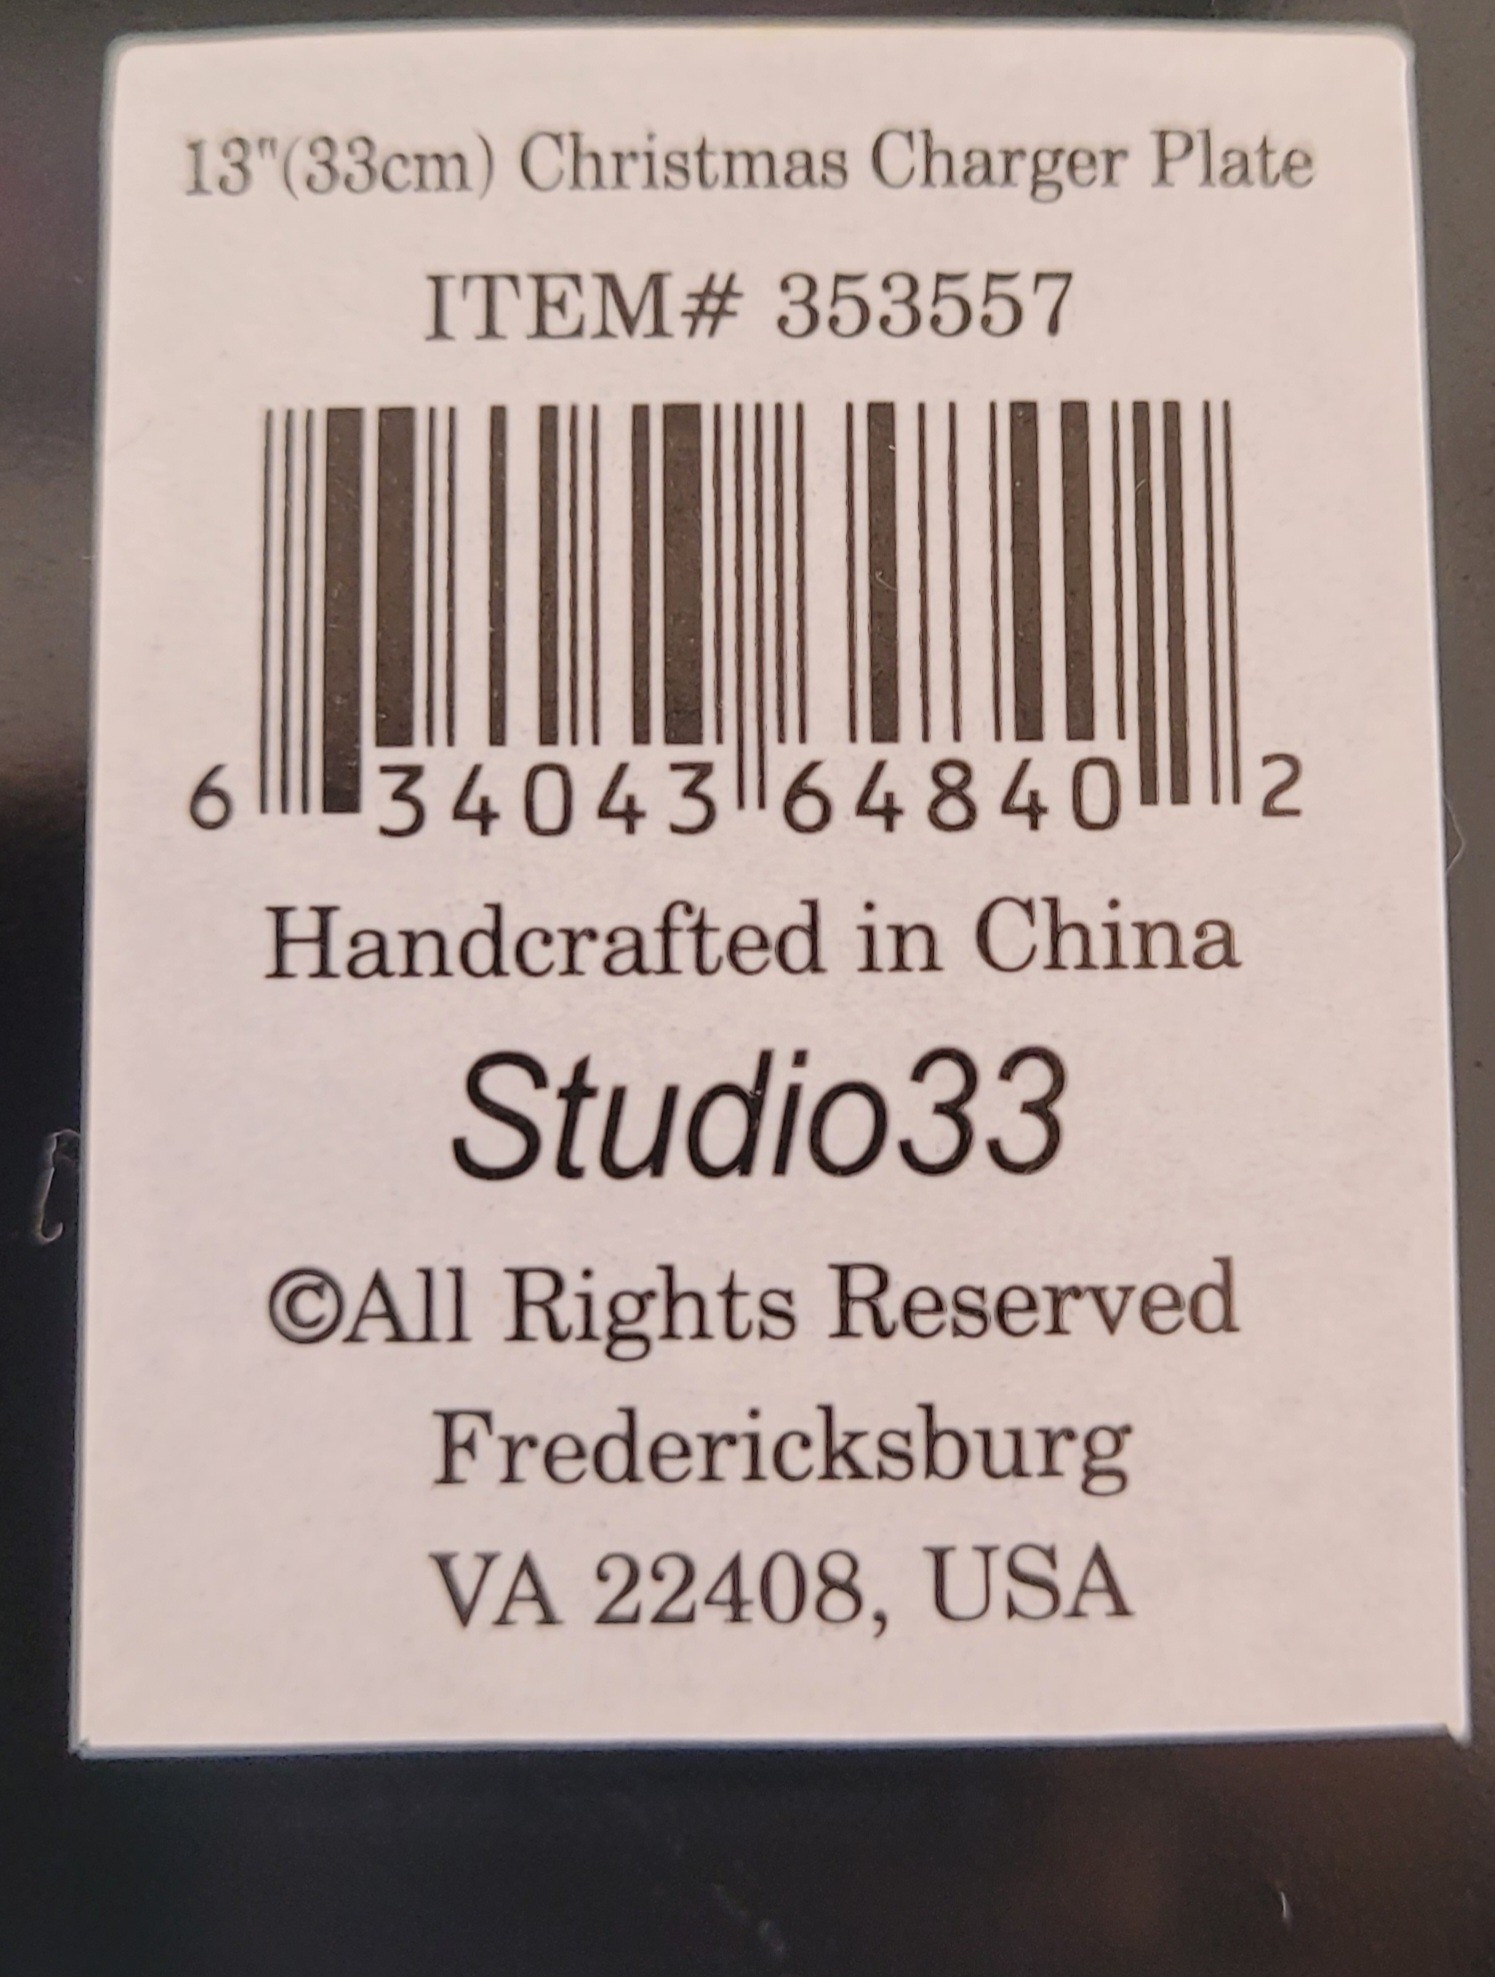 13"(33cm) Christmas Charger Plate
ITEM# 353557
6 34043 64840 2
Handcrafted in China
Studio33
©All Rights Reserved
Fredericksburg
VA 22408, USA